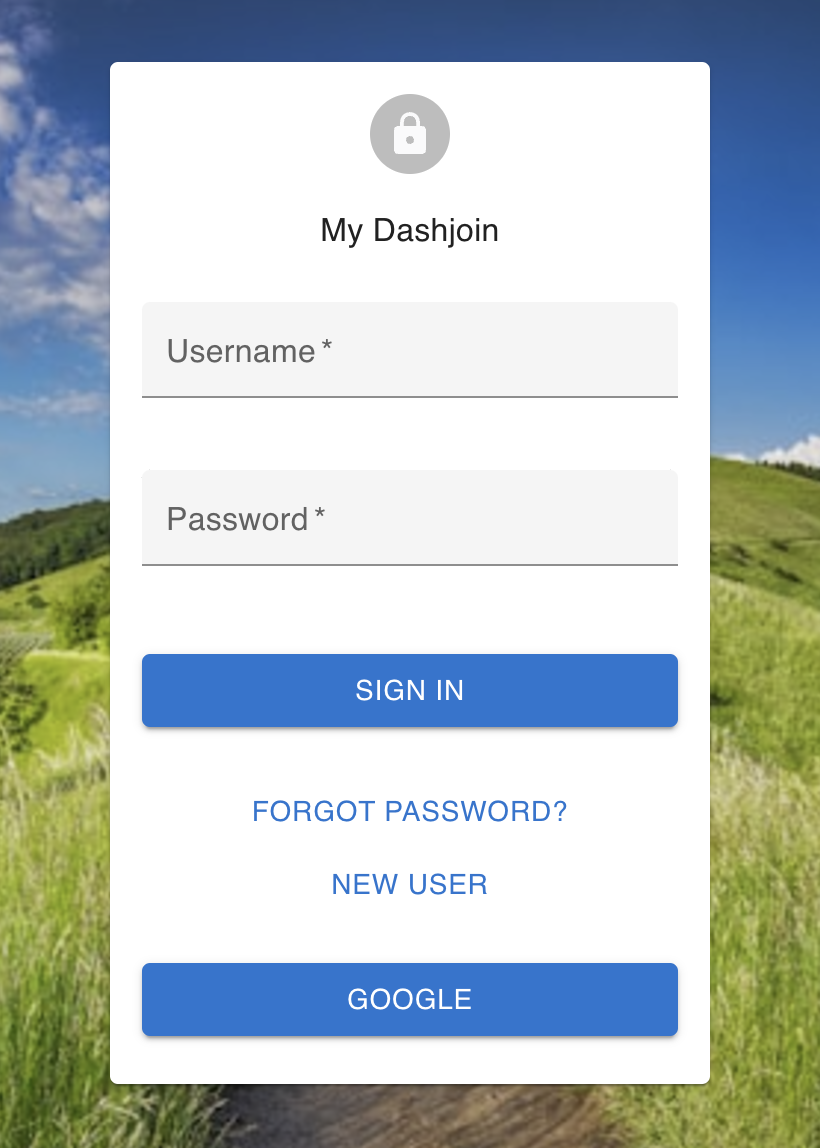 My Dashjoin
Username *
Password *
SIGN IN
FORGOT PASSWORD?
NEW USER
GOOGLE